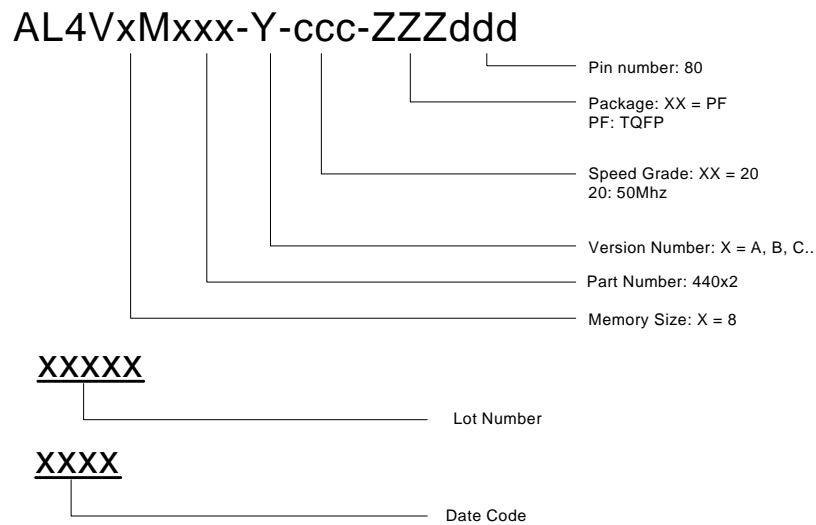 AL4VxMxxx-Y-ccc-ZZZddd
Pin number: 80
Package: XX = PF
PF: TQFP
Speed Grade: XX = 20
20: 50Mhz
Version Number: X = A, B, C..
Part Number: 440x2
Memory Size: X = 8
XXXXX
Lot Number
XXXX
Date Code